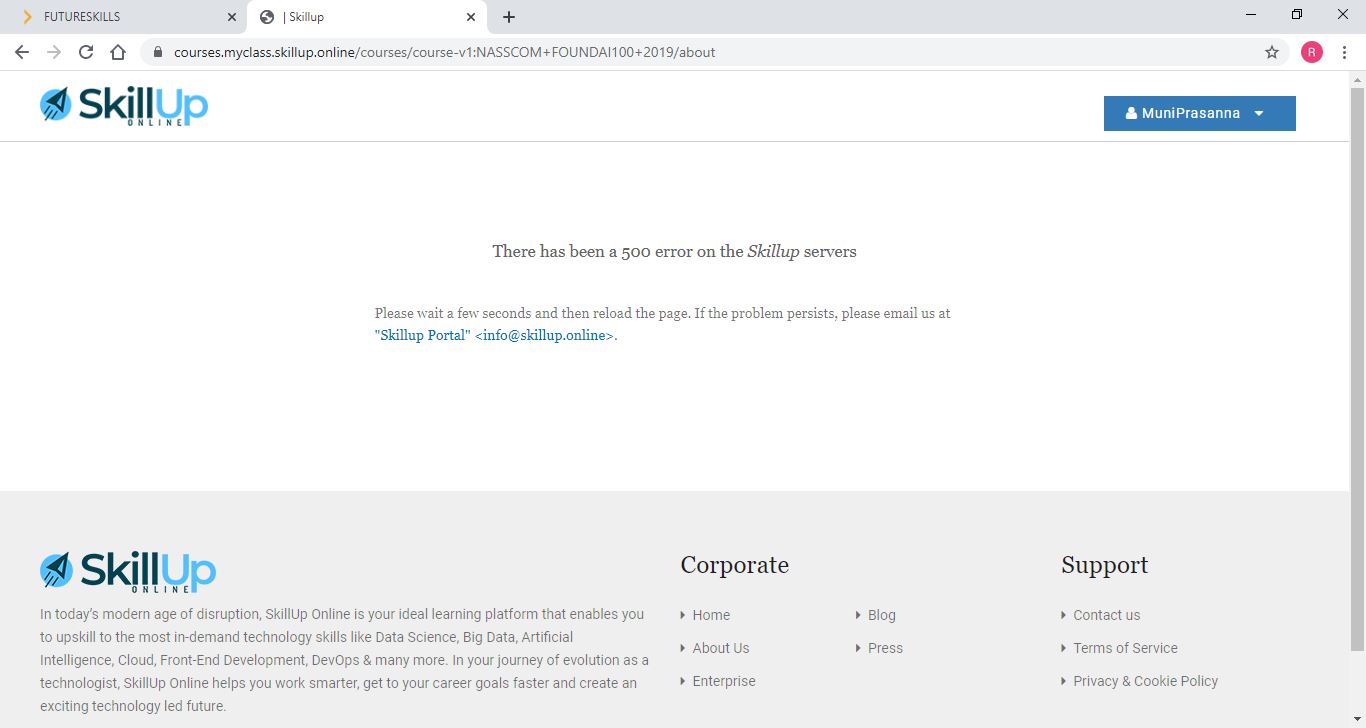 FUTURESKILLS
| Skillup
courses.myclass.skillup.online/courses/course-v1:NASSCOM+FOUNDAI100+2019/about
R
SkillUp
ONLINE
MuniPrasanna
There has been a 500 error on the Skillup servers
Please wait a few seconds and then reload the page. If the problem persists, please email us at
"Skillup Portal" <info@skillup.online>.
SkillUp
ONLINE
In today’s modern age of disruption, SkillUp Online is your ideal learning platform that enables you
to upskill to the most in-demand technology skills like Data Science, Big Data, Artificial
Intelligence, Cloud, Front-End Development, DevOps & many more. In your journey of evolution as a
technologist, SkillUp Online helps you work smarter, get to your career goals faster and create an
exciting technology led future.
Corporate
Home
About Us
Enterprise
Blog
Press
Support
Contact us
Terms of Service
Privacy & Cookie Policy